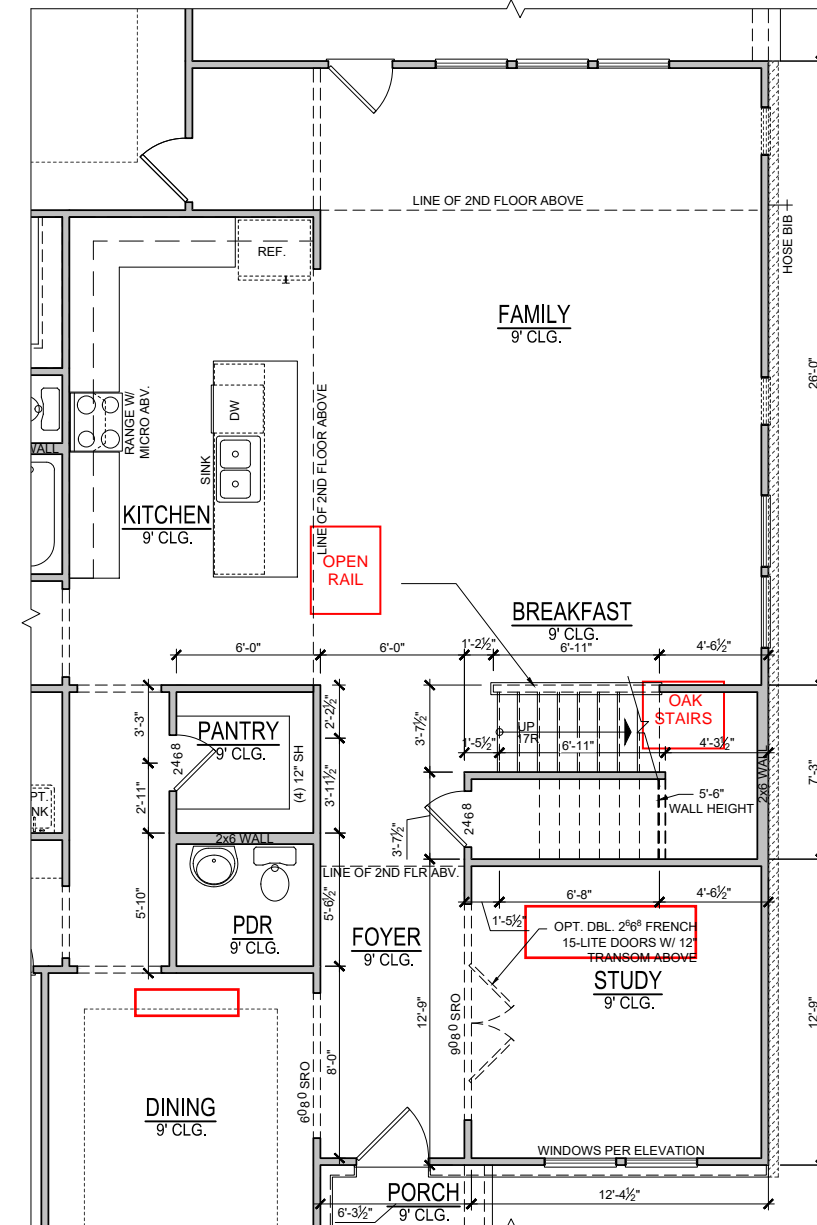 LINE OF 2ND FLOOR ABOVE
HOSE BIB
REF.
FAMILY
9' CLG.
26'-0"
RANGE W/
MICRO ABV.
DW
SINK
LINE OF 2ND FLOOR ABOVE
WALL
KITCHEN
9' CLG.
OPEN
RAIL
BREAKFAST
9' CLG.
6'-0"
6'-0"
1'-2½"
6'-11"
4'-6½"
OAK
STAIRS
3'-3"
PANTRY
9' CLG.
2468
(4) 12" SH
2'-2½"
3'-7½"
UP
17R
1'-5½"
6'-11"
4'-3½"
2x6 WALL
7'-3"
2'-11"
3'-11½"
5'-6"
WALL HEIGHT
2468
3'-7½"
2x6 WALL
LINE OF 2ND FLR ABV.
5'-10"
5'-6½"
6'-8"
4'-6½"
1'-5½"
PDR
9' CLG.
FOYER
9' CLG.
OPT. DBL. 2⁶6⁸ FRENCH
15-LITE DOORS W/ 12"
TRANSOM ABOVE
STUDY
9' CLG.
12'-9"
12'-9"
9⁰8⁰ SRO
6⁰8⁰ SRO
8'-0"
DINING
9' CLG.
WINDOWS PER ELEVATION
PORCH
9' CLG.
6'-3½"
12'-4½"